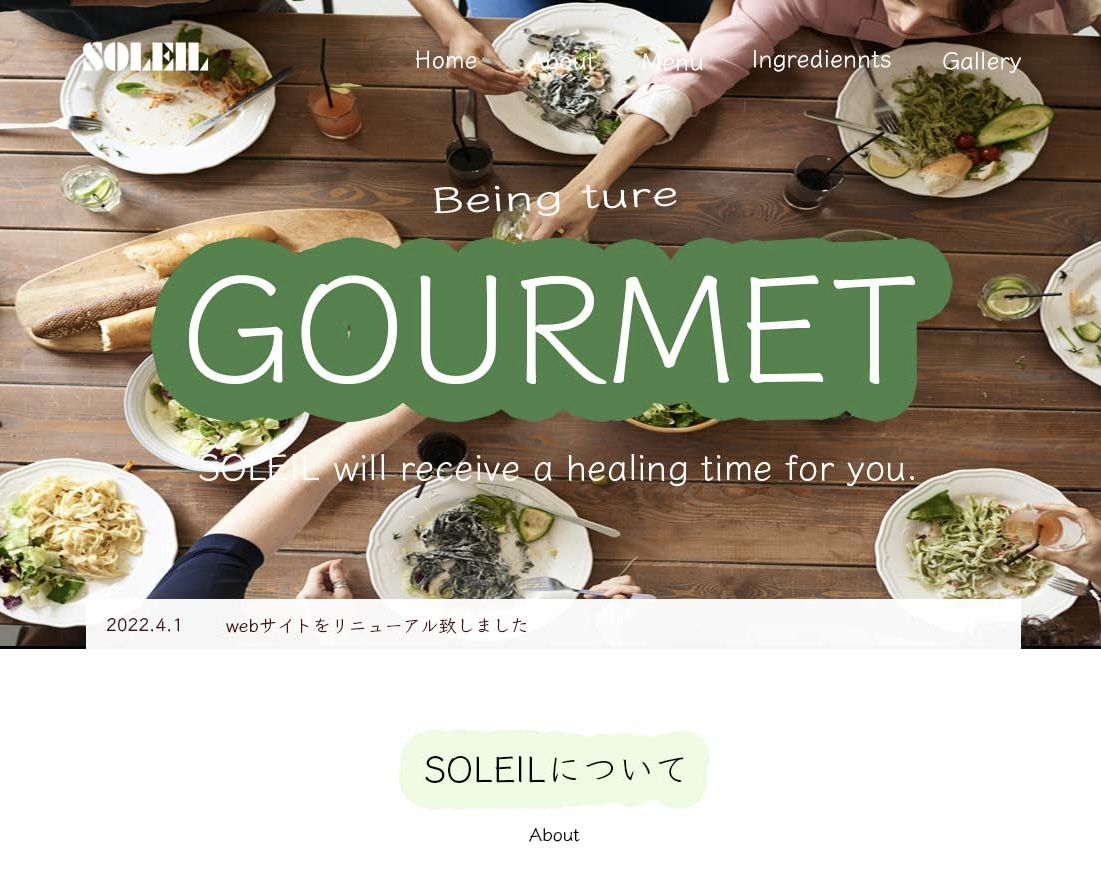 SOLEIL
Home About Menu Ingrediennts Gallery
Being ture
GOURMET
SOLEIL will receive a healing time for you.
2022.4.1 webサイトをリニューアル致しました
SOLEILについて
About